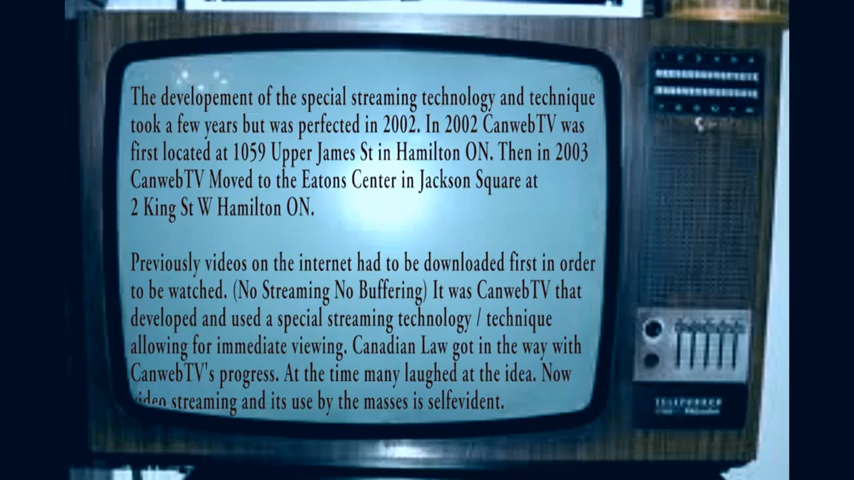 The developement of the special streaming technology and technique
took a few years but was perfected in 2002. In 2002 CanwebTV was
first located at 1059 Upper James St in Hamilton ON. Then in 2003
CanwebTV Moved to the Eatons Center in Jackson Square at
2 King St W Hamilton ON.
Previously videos on the internet had to be downloaded first in order
to be watched. (No Streaming No Buffering) It was CanwebTV that
developed and used a special streaming technology / technique
allowing for immediate viewing. Canadian Law got in the way with
CanwebTV's progress. At the time many laughed at the idea. Now
video streaming and its use by the masses is selfevident.
TELEFUNKEN